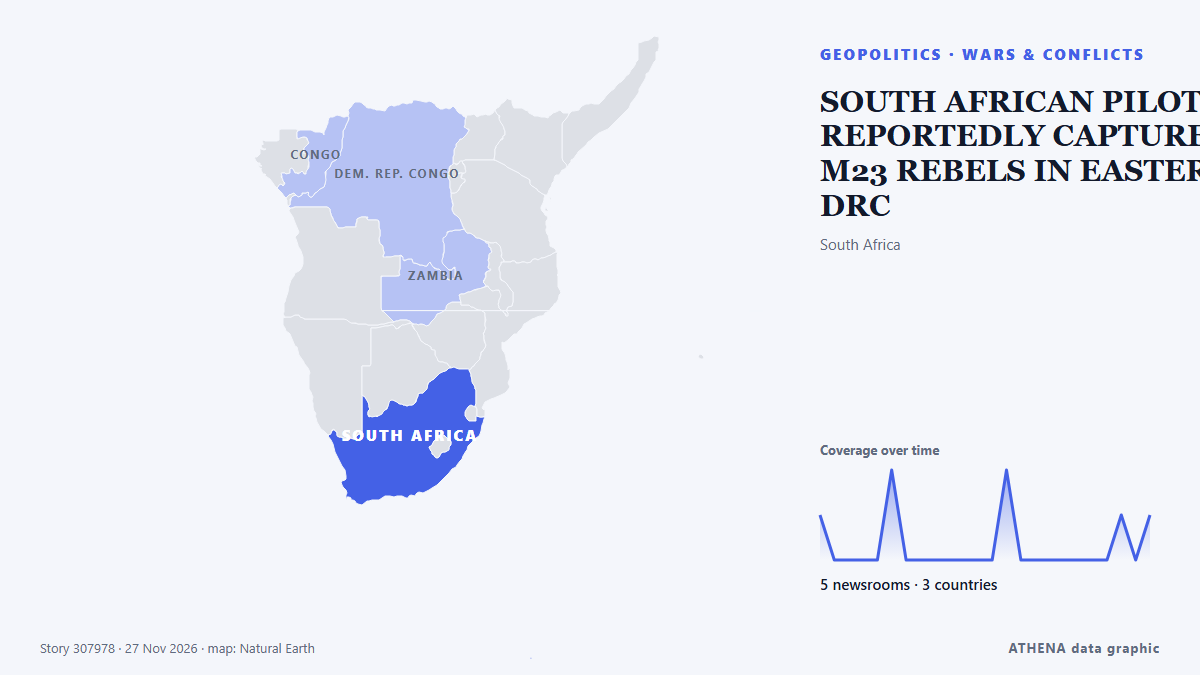 GEOPOLITICS · WARS & CONFLICTS
SOUTH AFRICAN PILOT
REPORTEDLY CAPTURE
M23 REBELS IN EASTER
DRC
South Africa
CONGO
DEM. REP. CONGO
ZAMBIA
SOUTH AFRICA
Coverage over time
5 newsrooms · 3 countries
Story 307978 · 27 Nov 2026 · map: Natural Earth
ATHENA data graphic